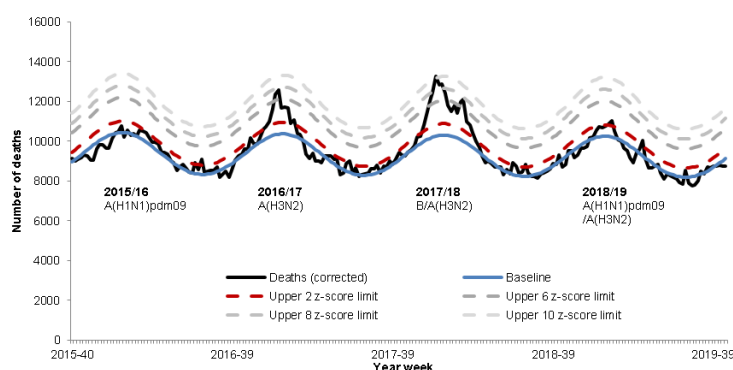 16000
14000
12000
10000
8000
6000
4000
2000
0
Number of deaths
2015/16
A(H1N1)pdm09
2016/17
A(H3N2)
2017/18
B/A(H3N2)
2018/19
A(H1N1)pdm09
/A(H3N2)
Deaths (corrected)
Baseline
Upper 2 z-score limit
Upper 6 z-score limit
Upper 8 z-score limit
Upper 10 z-score limit
2015-40
2016-39
2017-39
2018-39
2019-39
Year week